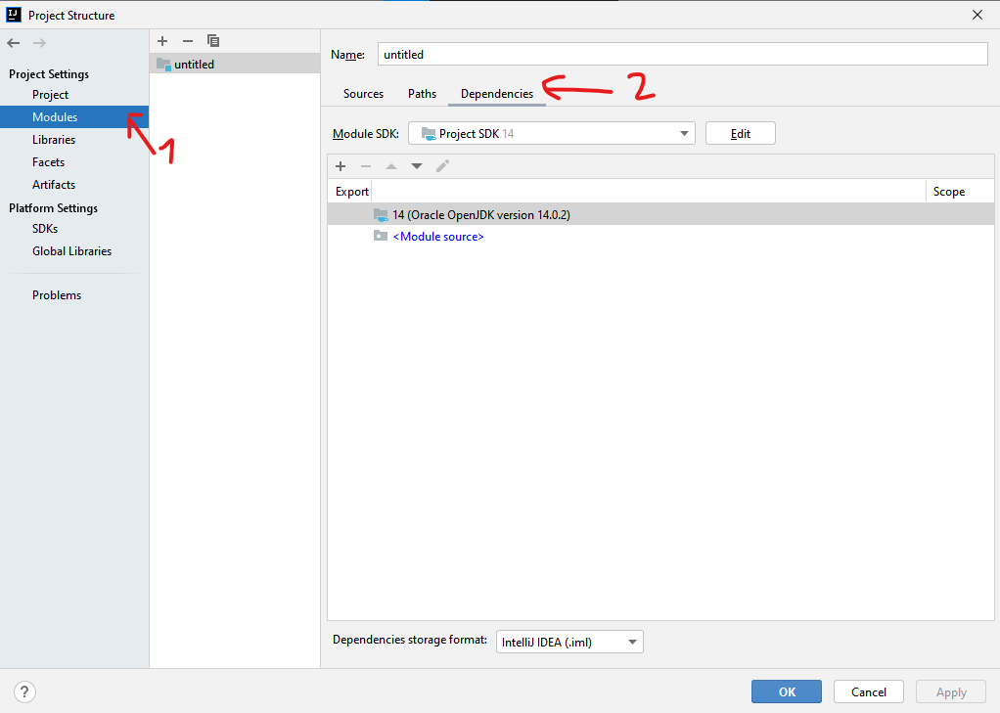 IJ Project Structure
Project Settings
Project
Modules
Libraries
Facets
Artifacts
Platform Settings
SDKs
Global Libraries
Problems
1
untitled
Name: untitled
Sources Paths Dependencies 2
Module SDK: Project SDK 14 Edit
Export Scope
14 (Oracle OpenJDK version 14.0.2)
<Module source>
Dependencies storage format: IntelliJ IDEA (.iml)
? OK Cancel Apply